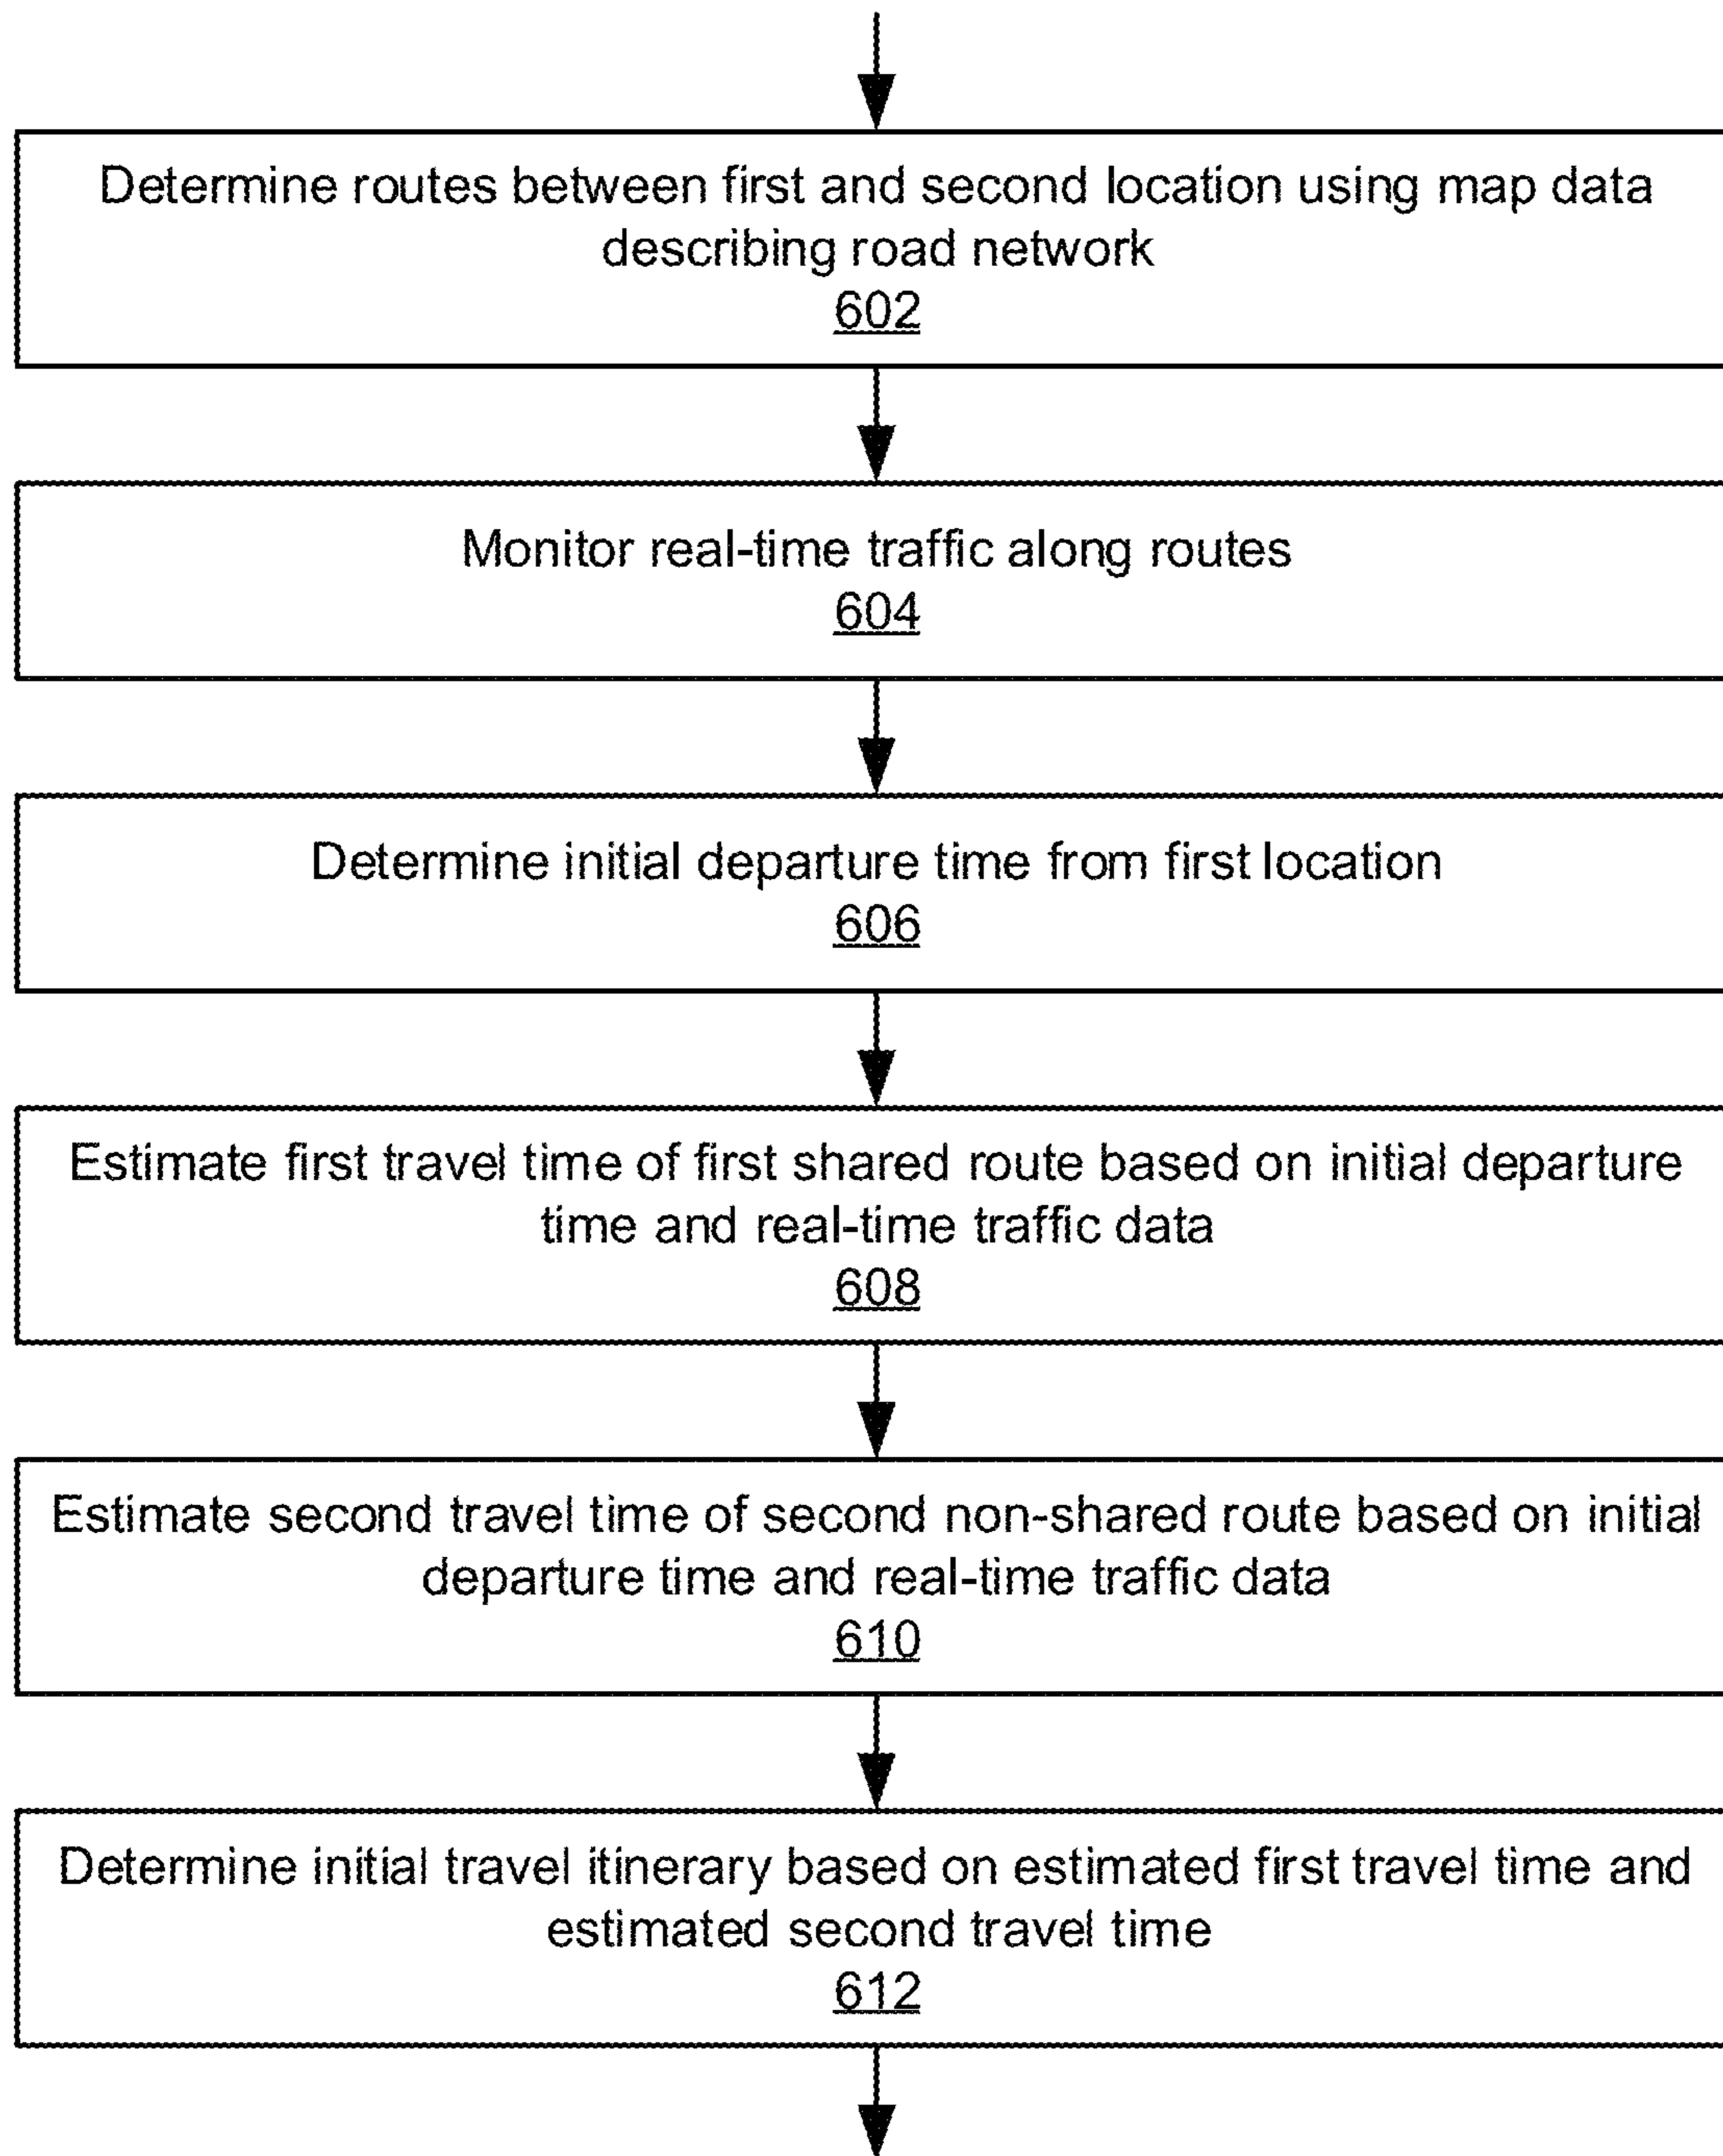 Determine routes between first and second location using map data
describing road network
602
Monitor real-time traffic along routes
604
Determine initial departure time from first location
606
Estimate first travel time of first shared route based on initial departure
time and real-time traffic data
608
Estimate second travel time of second non-shared route based on initial
departure time and real-time traffic data
610
Determine initial travel itinerary based on estimated first travel time and
estimated second travel time
612